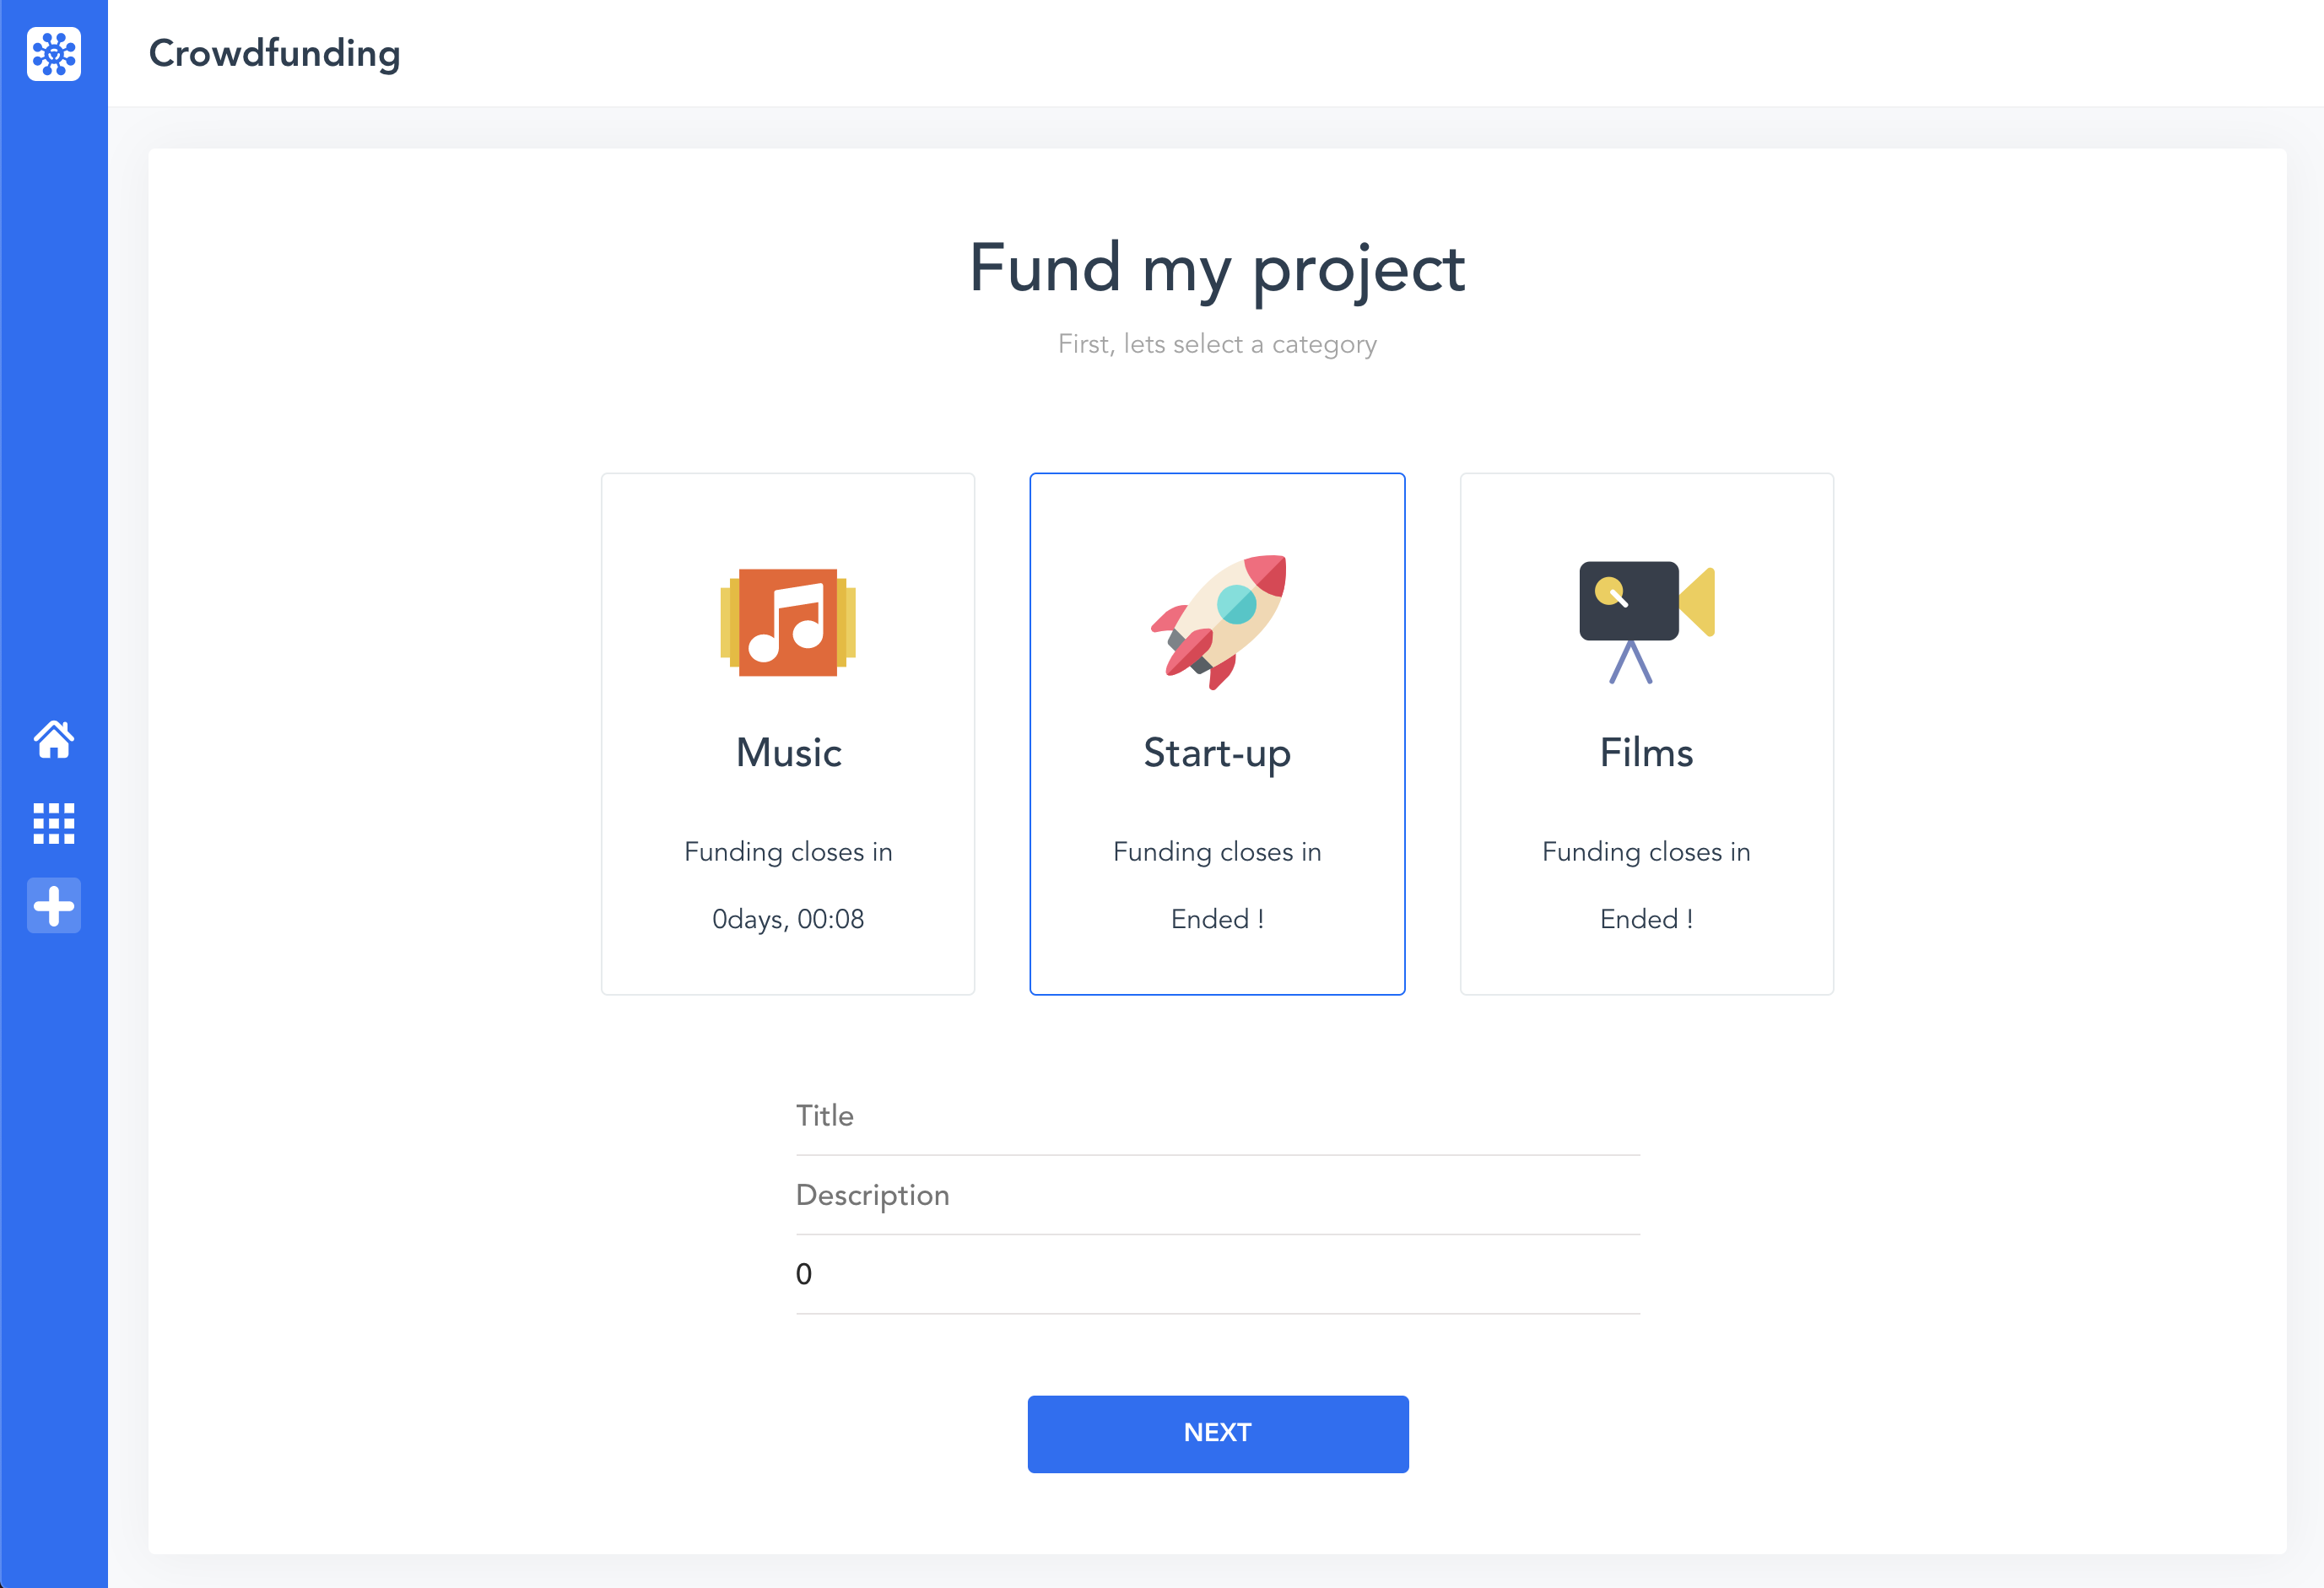 Crowdfunding
Fund my project
First, lets select a category
Music
Funding closes in
0days, 00:08
Start-up
Funding closes in
Ended !
Films
Funding closes in
Ended !
Title
Description
0
NEXT